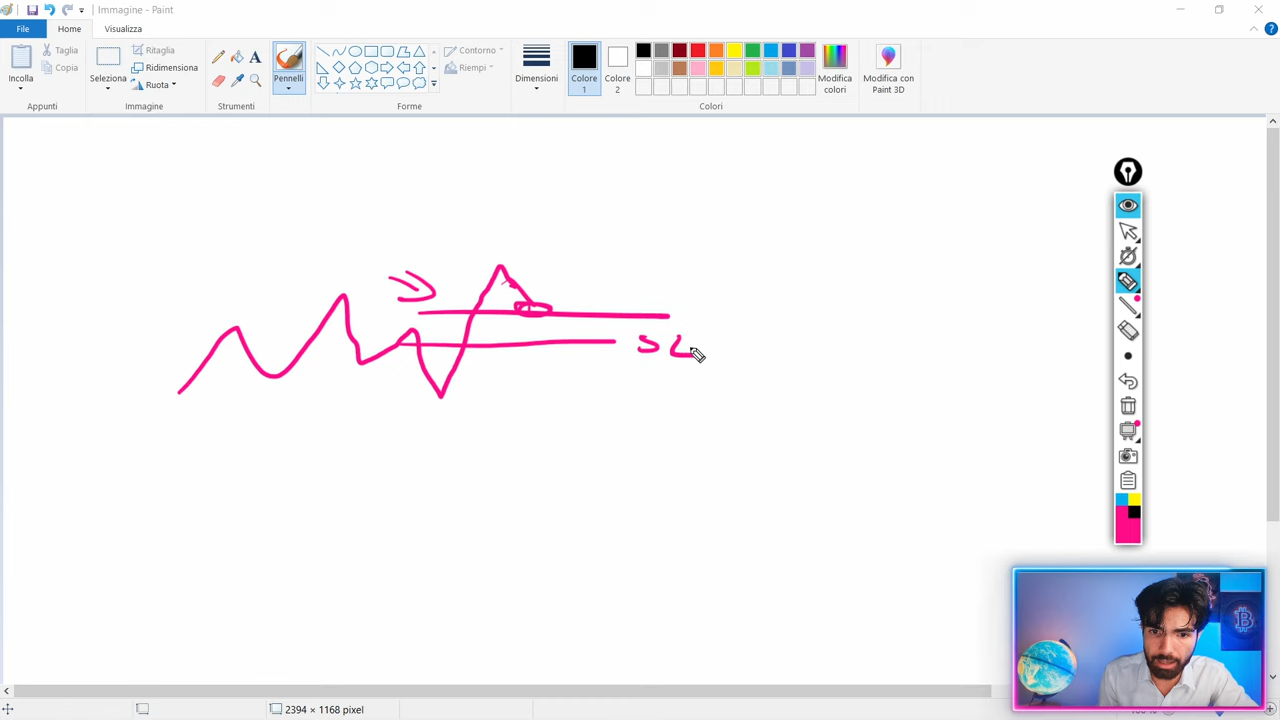 Immagine - Paint
File Home Visualizza
Incolla
Taglia
Copia
Appunti
Seleziona
Ritaglia
Ridimensiona
Ruota
Immagine
Strumenti
Pennelli
Contorno
Riempi
Forme
Dimensioni
Colore
1
Colore
2
Modifica
colori
Colori
Modifica con
Paint 3D
SL
2394 × 1168 pixel